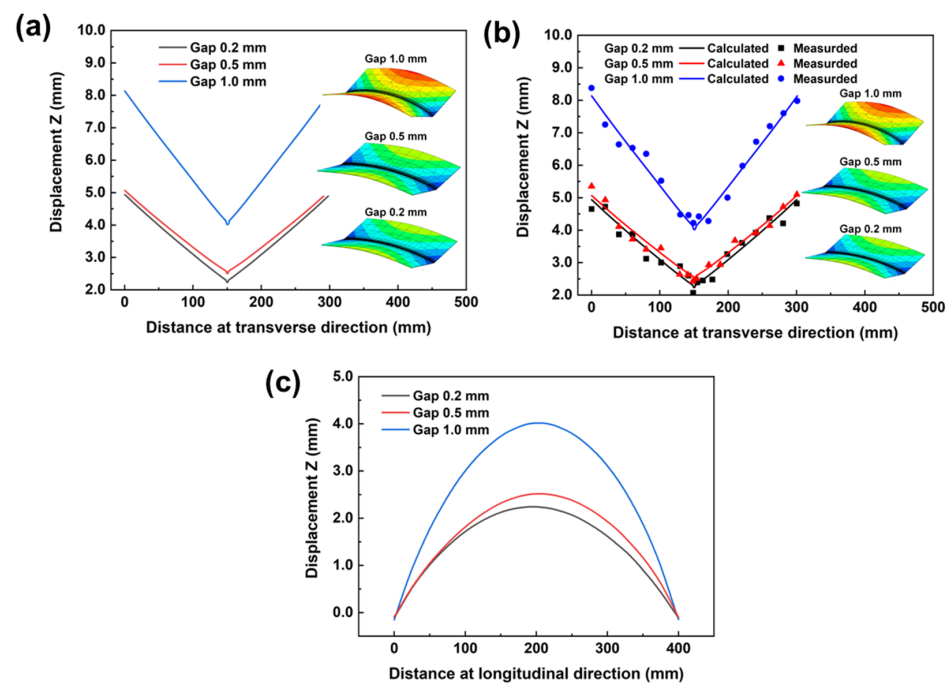 (a)
Displacement Z (mm)
10.0
9.0
8.0
7.0
6.0
5.0
4.0
3.0
2.0
Gap 0.2 mm
Gap 0.5 mm
Gap 1.0 mm
Gap 1.0 mm
Gap 0.5 mm
Gap 0.2 mm
0 100 200 300 400 500
Distance at transverse direction (mm)
(b)
Displacement Z (mm)
10.0
9.0
8.0
7.0
6.0
5.0
4.0
3.0
2.0
Gap 0.2 mm Calculated Measurded
Gap 0.5 mm Calculated Measurded
Gap 1.0 mm Calculated Measurded
Gap 1.0 mm
Gap 0.5 mm
Gap 0.2 mm
0 100 200 300 400 500
Distance at transverse direction (mm)
(c)
Displacement Z (mm)
5.0
4.0
3.0
2.0
1.0
0.0
Gap 0.2 mm
Gap 0.5 mm
Gap 1.0 mm
0 100 200 300 400
Distance at longitudinal direction (mm)